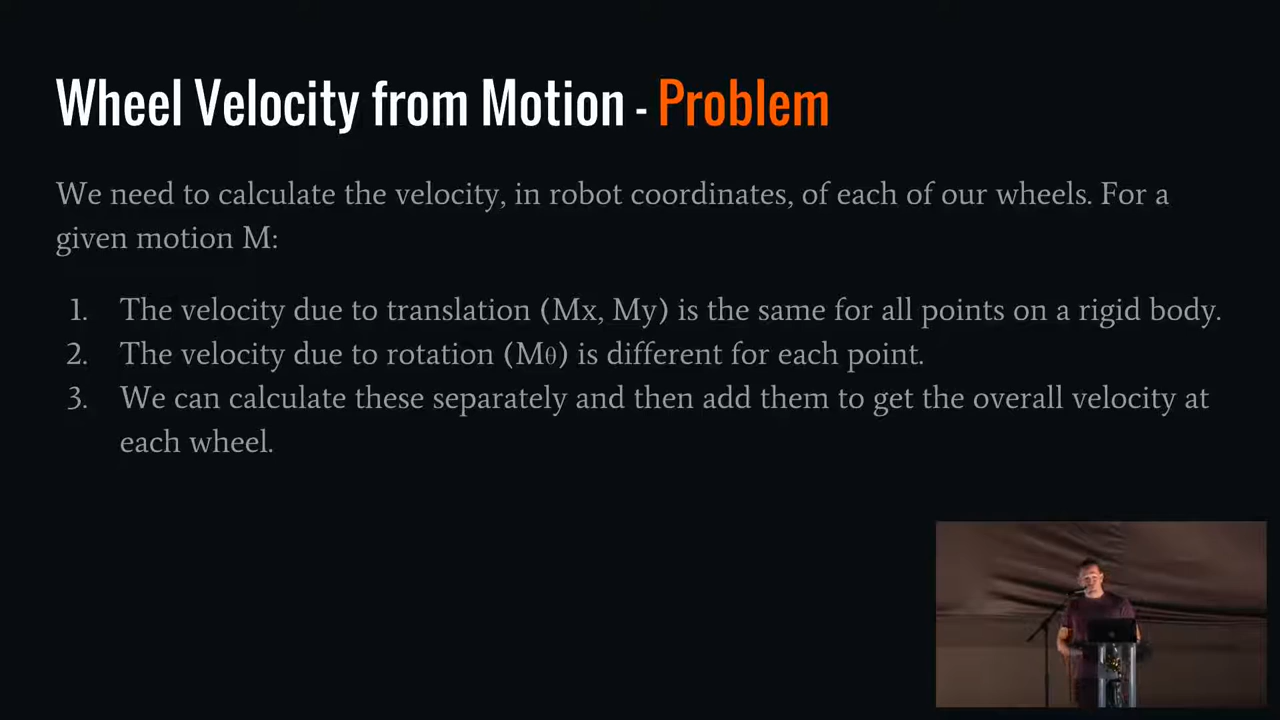 Wheel Velocity from Motion - Problem
We need to calculate the velocity, in robot coordinates, of each of our wheels. For a
given motion M:
1. The velocity due to translation (Mx, My) is the same for all points on a rigid body.
2. The velocity due to rotation (Mθ) is different for each point.
3. We can calculate these separately and then add them to get the overall velocity at
each wheel.